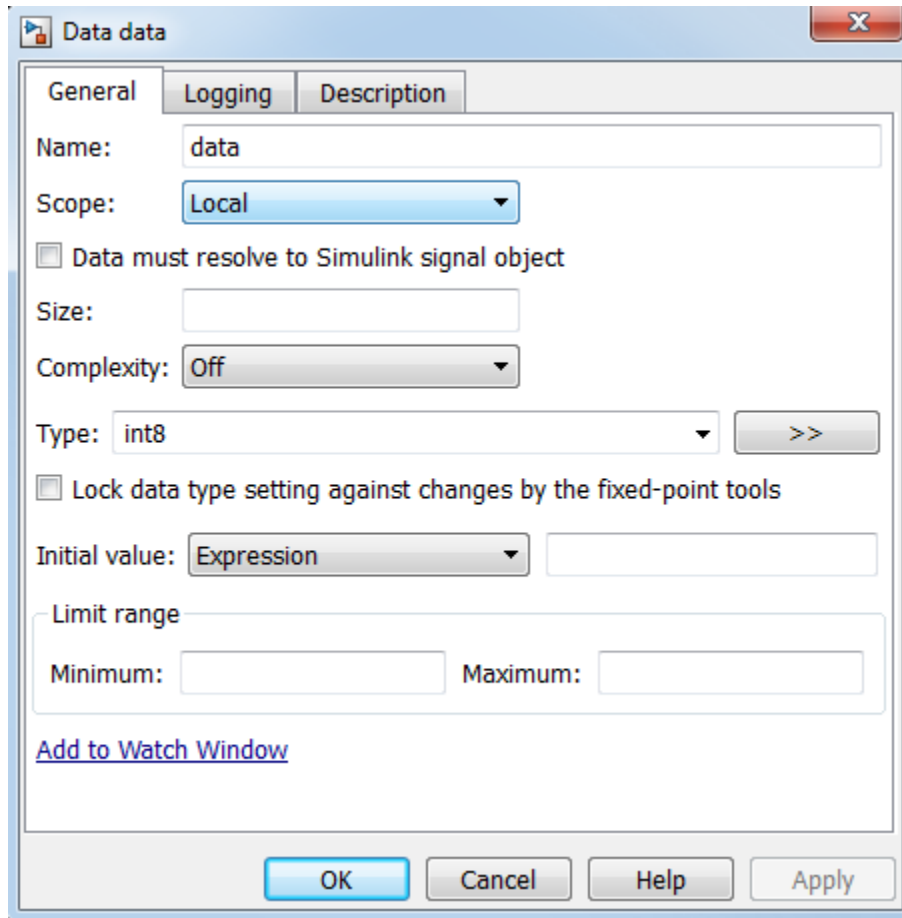 Data data
General Logging Description
Name: data
Scope: Local
Data must resolve to Simulink signal object
Size:
Complexity: Off
Type: int8 >>
Lock data type setting against changes by the fixed-point tools
Initial value: Expression
Limit range
Minimum: Maximum:
Add to Watch Window
OK Cancel Help Apply